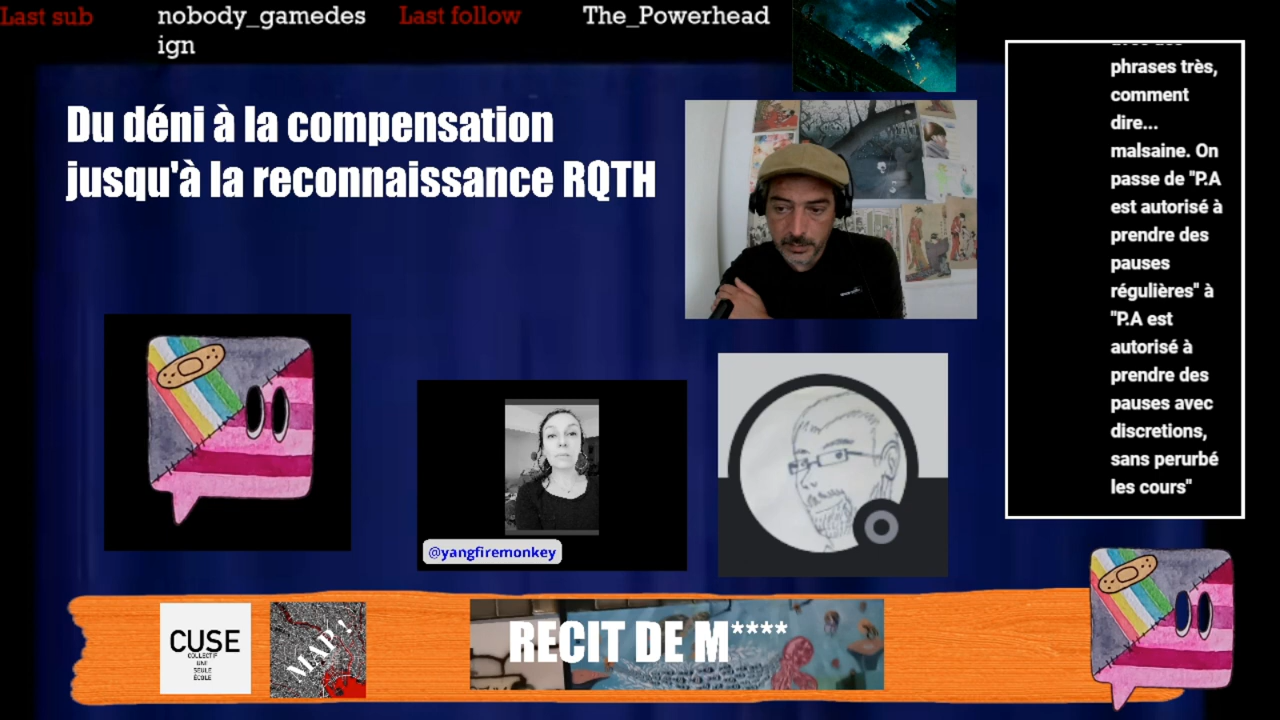 Last sub
nobody_gamedes
ign
Last follow
The_Powerhead
Du déni à la compensation
jusqu'à la reconnaissance RQTH
phrases très,
comment
dire...
malsaine. On
passe de "P.A
est autorisé à
prendre des
pauses
régulières" à
"P.A est
autorisé à
prendre des
pauses avec
discretions,
sans perurbé
les cours"
@yangfiremonkey
CUSE
COLLECTIF
UNE
SEULE
ÉCOLE
MAP !
RECIT DE M****